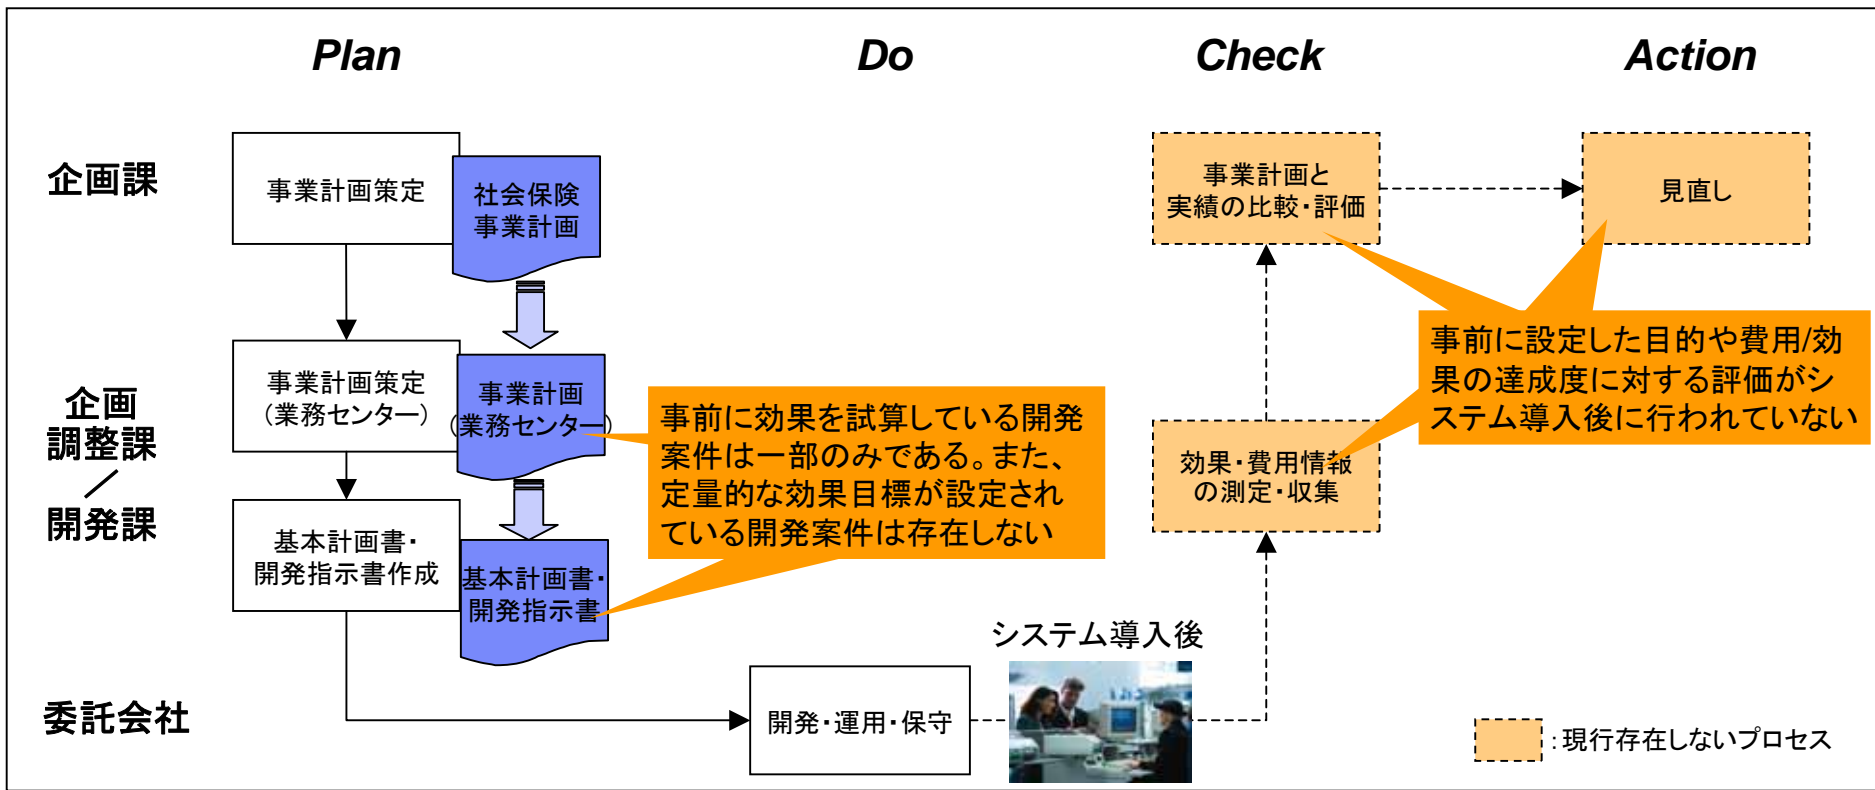 Plan
Do
Check
Action
企画課
事業計画策定
社会保険
事業計画
事業計画と
実績の比較・評価
見直し
企画
調整課
／
開発課
事業計画策定
（業務センター）
事業計画
（業務センター）
事前に効果を試算している開発
案件は一部のみである。また、
定量的な効果目標が設定され
ている開発案件は存在しない
事前に設定した目的や費用/効
果の達成度に対する評価がシ
ステム導入後に行われていない
効果・費用情報
の測定・収集
基本計画書・
開発指示書作成
基本計画書・
開発指示書
システム導入後
委託会社
開発・運用・保守
：現行存在しないプロセス